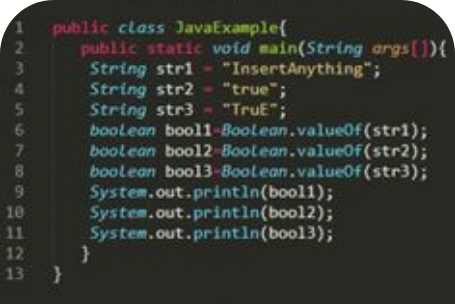 1 public class JavaExample{
2 public static void main(String args[]){
3 String str1 = "InsertAnything";
4 String str2 = "true";
5 String str3 = "TruE";
6 boolean bool1=Boolean.valueOf(str1);
7 boolean bool2=Boolean.valueOf(str2);
8 boolean bool3=Boolean.valueOf(str3);
9 System.out.println(bool1);
10 System.out.println(bool2);
11 System.out.println(bool3);
12 }
13 }